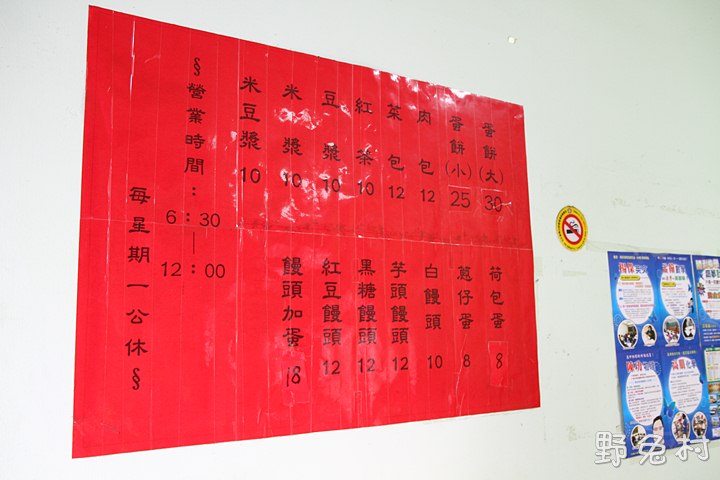 蛋餅(大) 30
蛋餅(小) 25
肉包 12
菜包 12
紅茶 10
豆漿 10
米漿 10
米豆漿 10
荷包蛋 8
蔥仔蛋 8
白饅頭 10
芋頭饅頭 12
黑糖饅頭 12
紅豆饅頭 12
饅頭加蛋 18
§營業時間:
6:30
|
12:00
每星期一公休§
野兔村